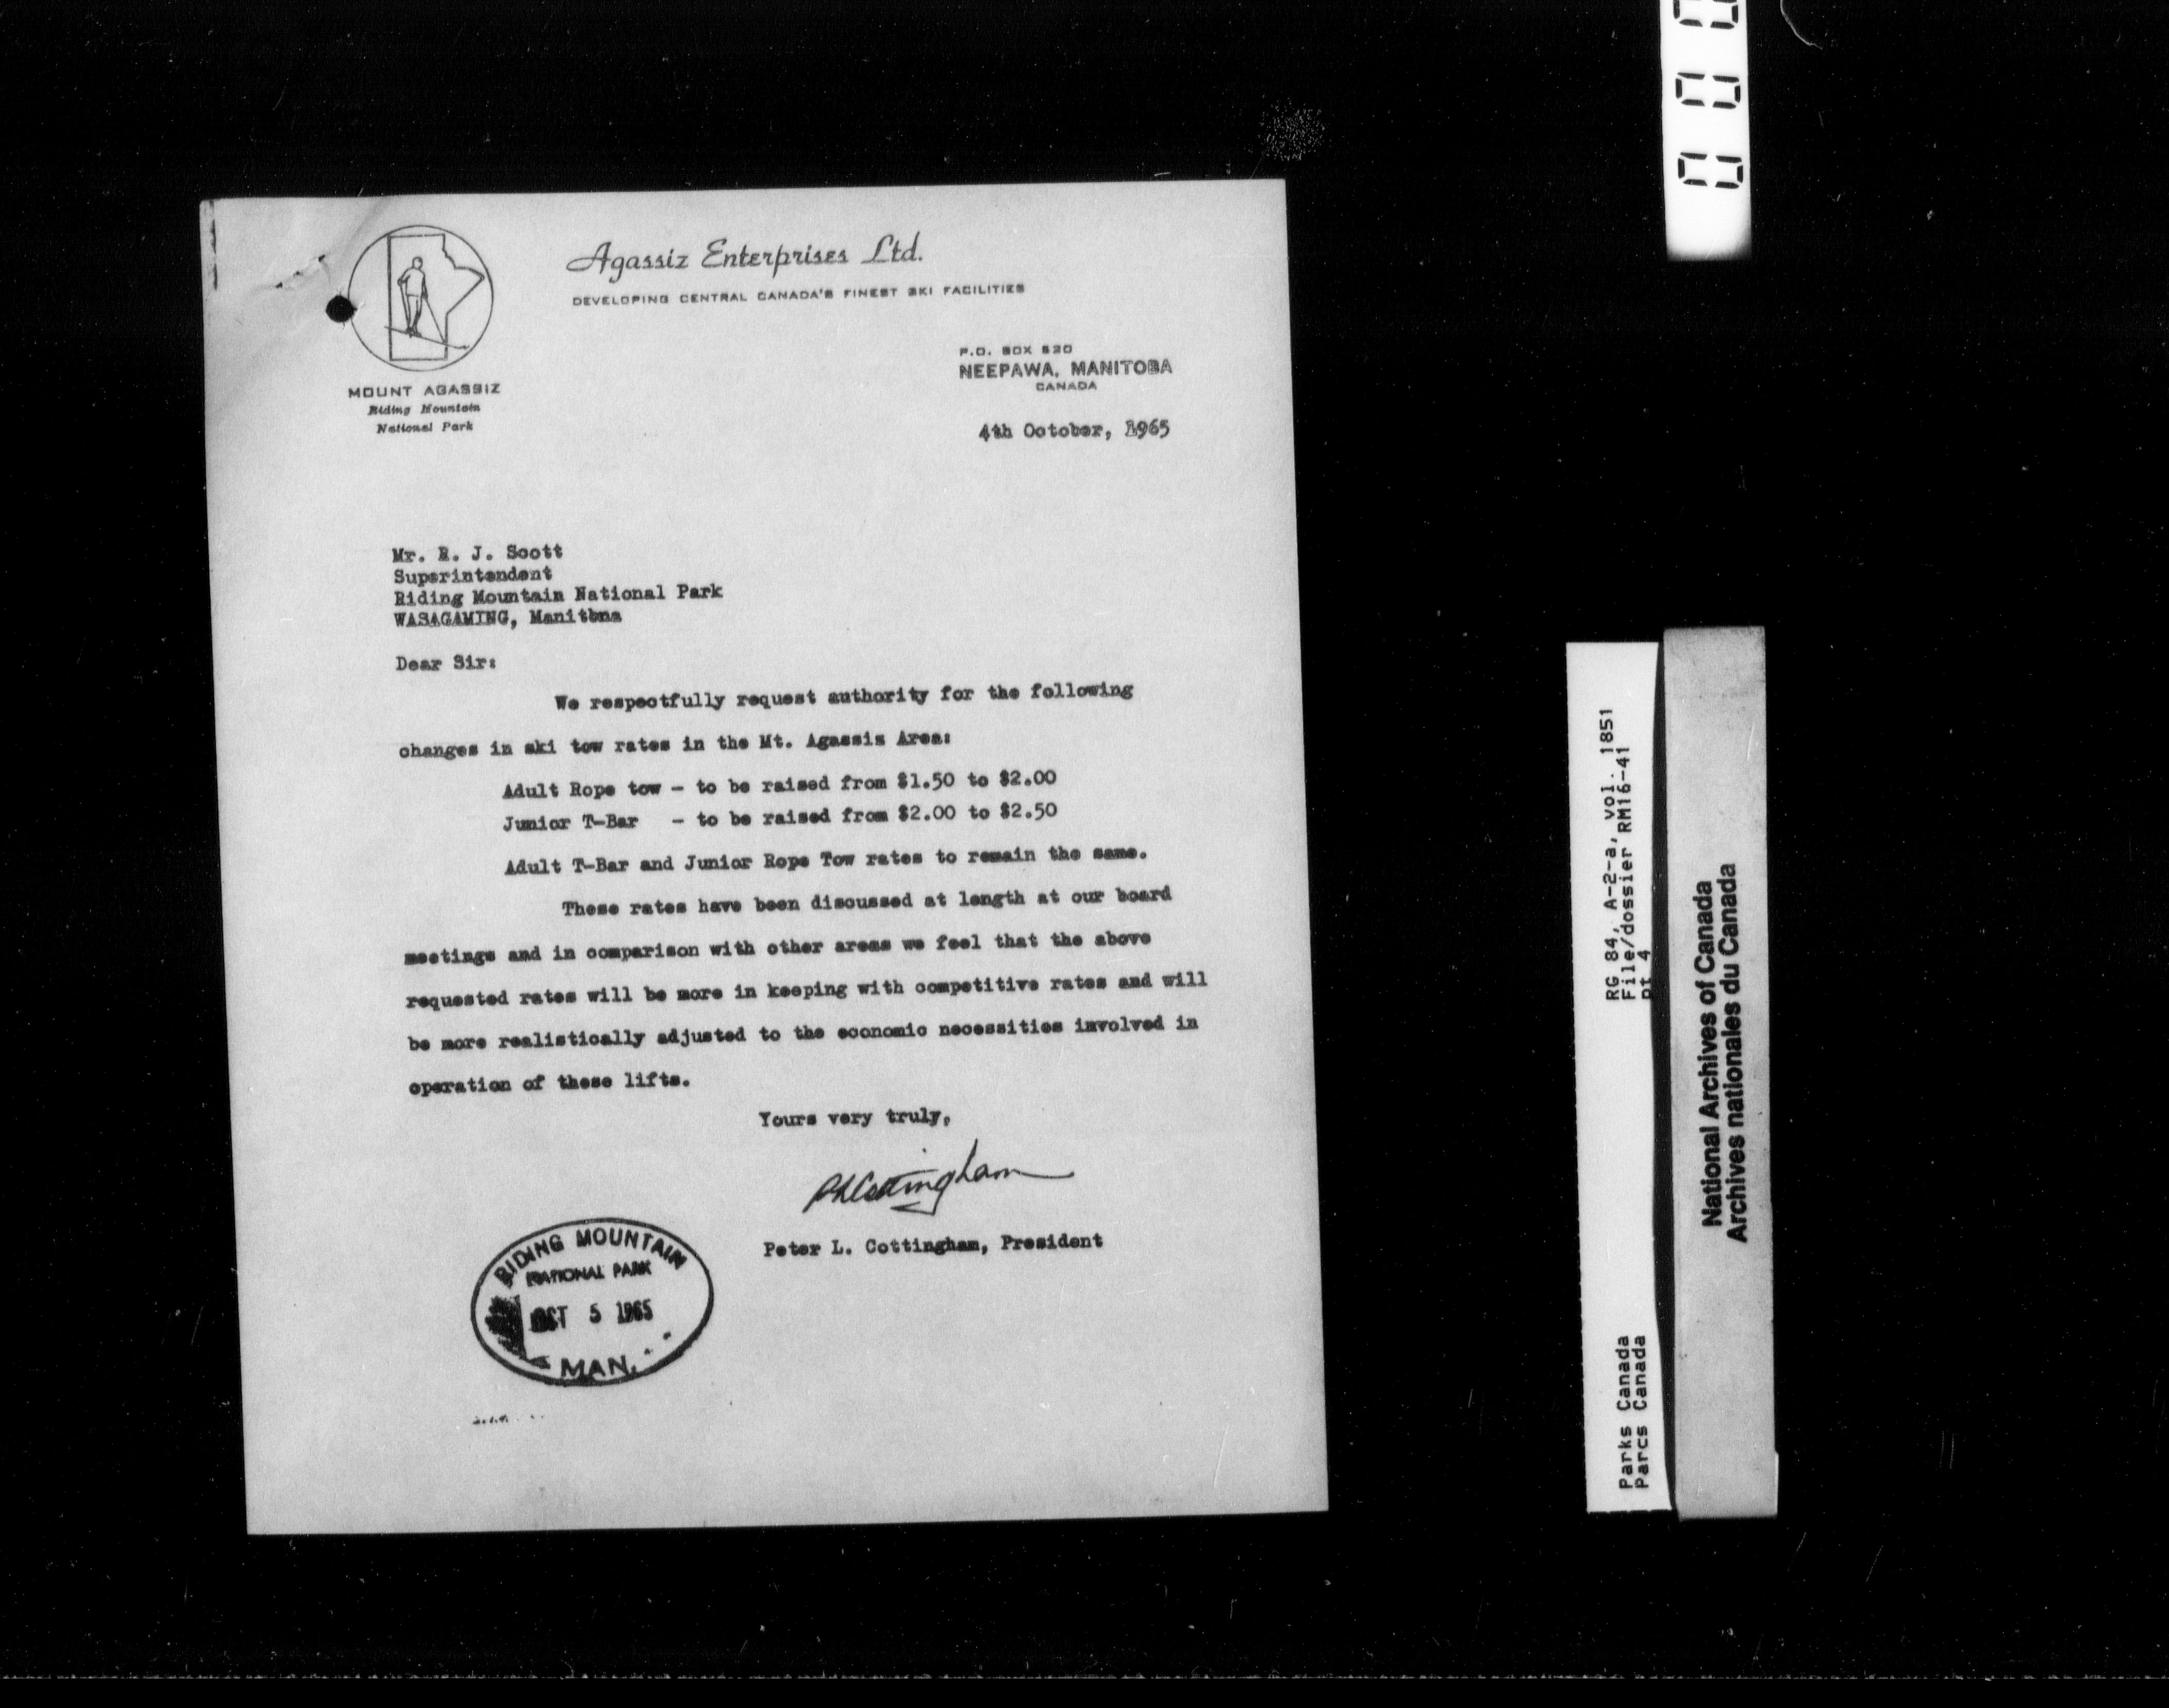 Agassiz Enterprises Ltd.
DEVELOPING CENTRAL CANADA'S FINEST SKI FACILITIES
MOUNT AGASSIZ
Riding Mountain
National Park
P.O. BOX 520
NEEPAWA, MANITOBA
CANADA
4th October, 1965
Mr. R. J. Scott
Superintendent
Riding Mountain National Park
WASAGAMING, Manitoba
Dear Sir:
We respectfully request authority for the following
changes in ski tow rates in the Mt. Agassis Area:
Adult Rope tow - to be raised from $1.50 to $2.00
Junior T-Bar - to be raised from $2.00 to $2.50
Adult T-Bar and Junior Rope Tow rates to remain the same.
These rates have been discussed at length at our board
meetings and in comparison with other areas we feel that the above
requested rates will be more in keeping with competitive rates and will
be more realistically adjusted to the economic necessities involved in
operation of these lifts.
Yours very truly,
PLCottingham
Peter L. Cottingham, President
RIDING MOUNTAIN
NATIONAL PARK
OCT 5 1965
MAN.
RG 84, A-2-a, vol. 1851
File/dossier RM16-41
pt 4
Parks Canada
Parcs Canada
National Archives of Canada
Archives nationales du Canada